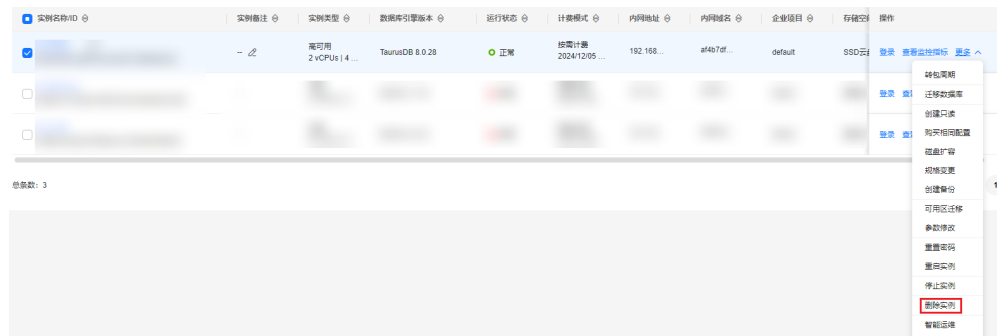 实例名称/ID 实例备注 实例类型 数据库引擎版本 运行状态 计费模式 内网地址 内网域名 企业项目 存储空间 操作
-- 高可用 TaurusDB 8.0.28 正常 按需计费 192.168... af4b7df... default SSD云 登录 查看监控指标 更多
2 vCPUs | 4 ... 2024/12/05 ...
转包周期
登录 查 迁移数据库
创建只读
登录 查 购买相同配置
磁盘扩容
规格变更
总条数: 3 创建备份
可用区迁移
参数修改
重置密码
重启实例
停止实例
删除实例
智能运维